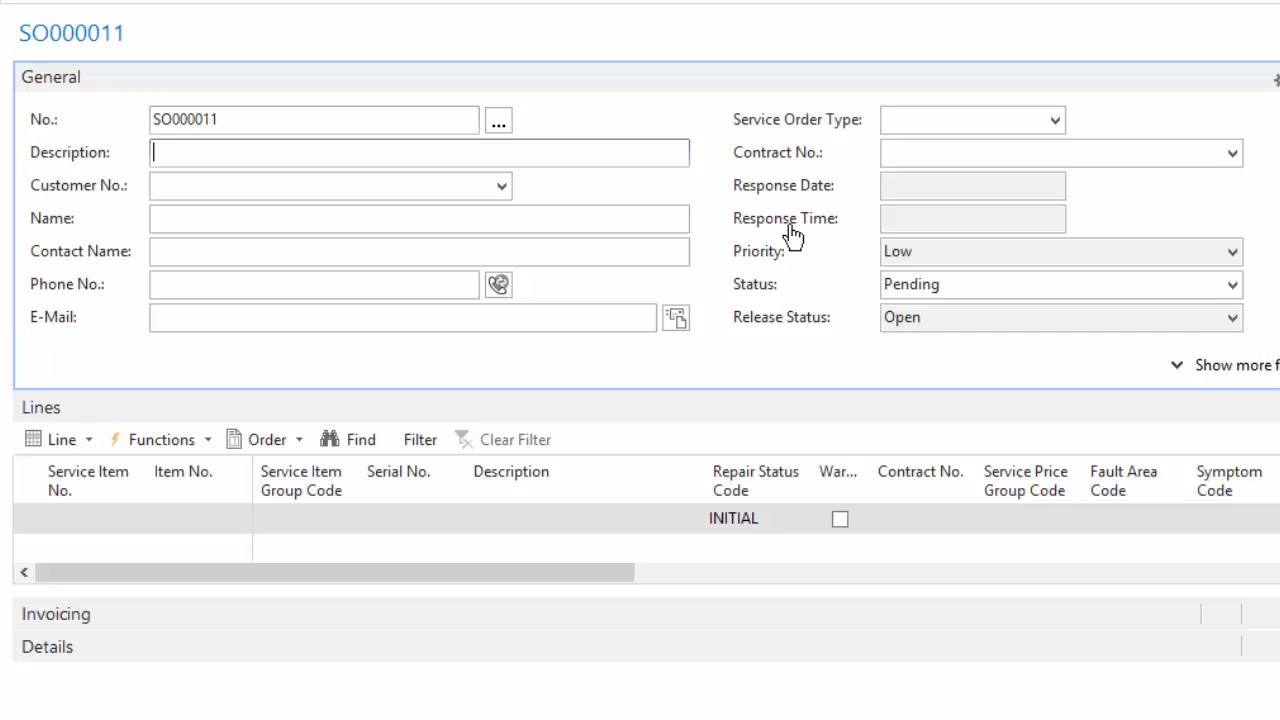 SO000011
General
No.: SO000011 ...
Description:
Customer No.:
Name:
Contact Name:
Phone No.:
E-Mail:
Service Order Type:
Contract No.:
Response Date:
Response Time:
Priority: Low
Status: Pending
Release Status: Open
Show more f
Lines
Line Functions Order Find Filter Clear Filter
Service Item No. Item No. Service Item Group Code Serial No. Description Repair Status Code War... Contract No. Service Price Group Code Fault Area Code Symptom Code
INITIAL
Invoicing
Details